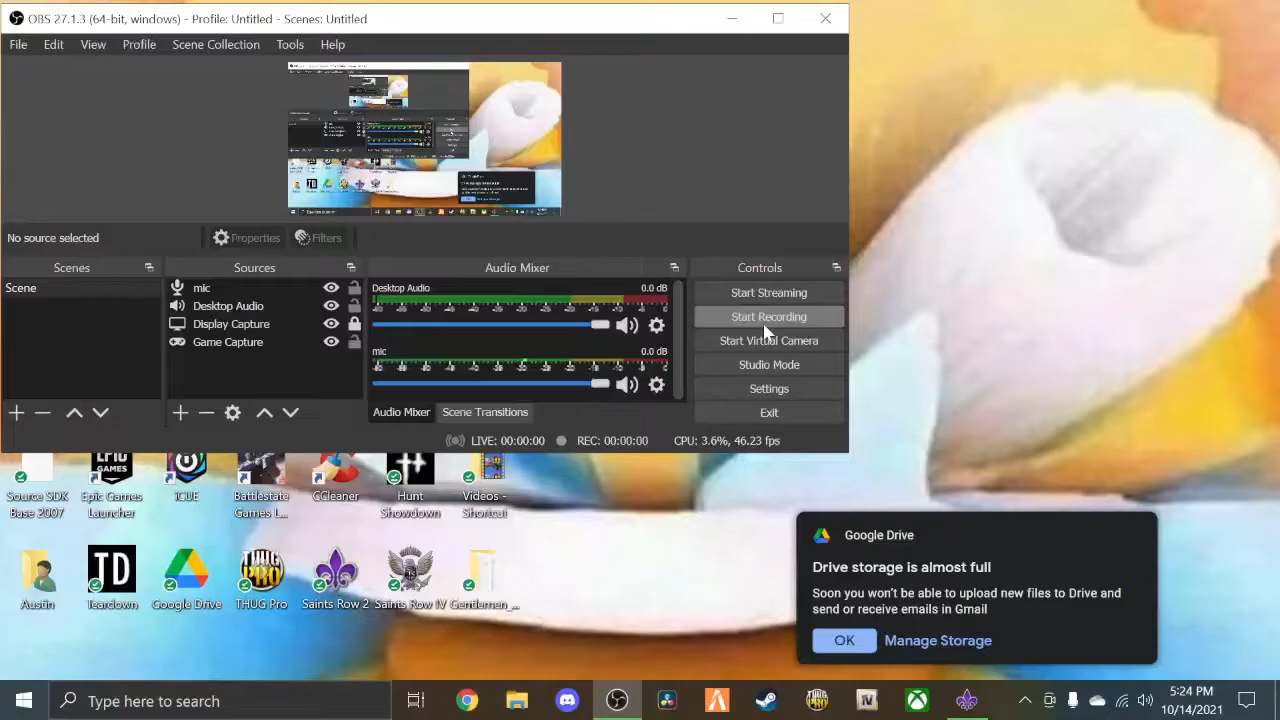 OBS 27.1.3 (64-bit, windows) - Profile: Untitled - Scenes: Untitled
File Edit View Profile Scene Collection Tools Help
No source selected Properties Filters
Scenes Sources Audio Mixer Controls
Scene
mic
Desktop Audio
Display Capture
Game Capture
Desktop Audio 0.0 dB
mic 0.0 dB
Audio Mixer Scene Transitions
Start Streaming
Start Recording
Start Virtual Camera
Studio Mode
Settings
Exit
LIVE: 00:00:00 REC: 00:00:00 CPU: 3.6%, 46.23 fps
EPIC
GAMES
Source SDK
Base 2007
Epic Games
Launcher
iCUE
Battlestate
Games L...
CCleaner
Hunt
Showdown
Videos -
Shortcut
TD
THUG
PRO
Austin Teardown Google Drive THUG Pro Saints Row 2 Saints Row IV Gentlemen_...
Google Drive
Drive storage is almost full
Soon you won't be able to upload new files to Drive and
send or receive emails in Gmail
OK Manage Storage
Type here to search
IV
5:24 PM
10/14/2021